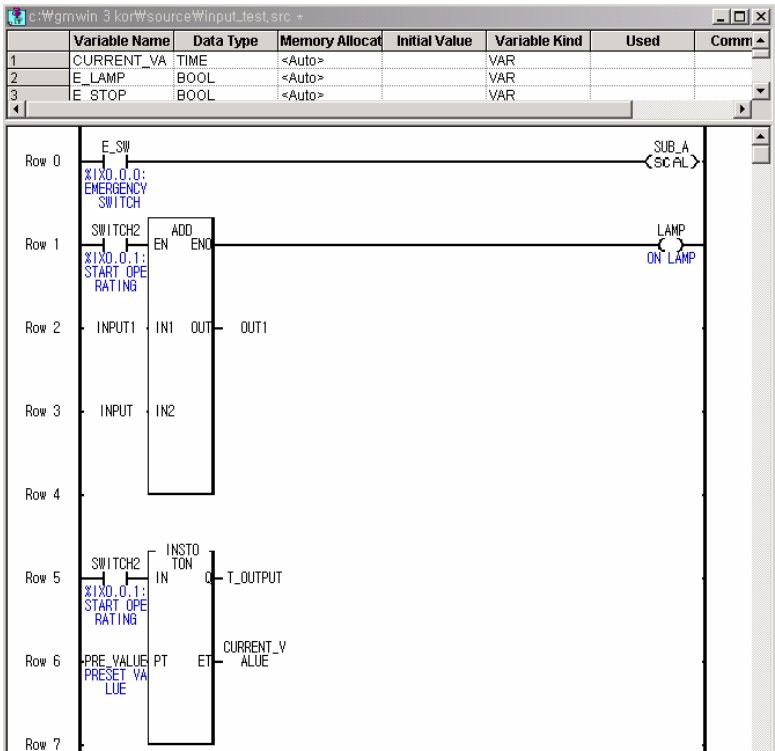 c:₩gmwin 3 kor₩source₩input_test.src *
Variable Name Data Type Memory Allocat Initial Value Variable Kind Used Comm
1 CURRENT_VA TIME <Auto> VAR
2 E_LAMP BOOL <Auto> VAR
3 E_STOP BOOL <Auto> VAR
Row 0 E_SW SUB_A
SCAL
%IX0.0.0:
EMERGENCY
SWITCH
Row 1 SWITCH2 ADD LAMP
EN ENO
%IX0.0.1:
START OPE
RATING
ON LAMP
Row 2 INPUT1 IN1 OUT OUT1
Row 3 INPUT IN2
Row 4
INSTO
Row 5 SWITCH2 TON
IN Q T_OUTPUT
%IX0.0.1:
START OPE
RATING
CURRENT_V
Row 6 PRE_VALUE PT ET ALUE
PRESET VA
LUE
Row 7